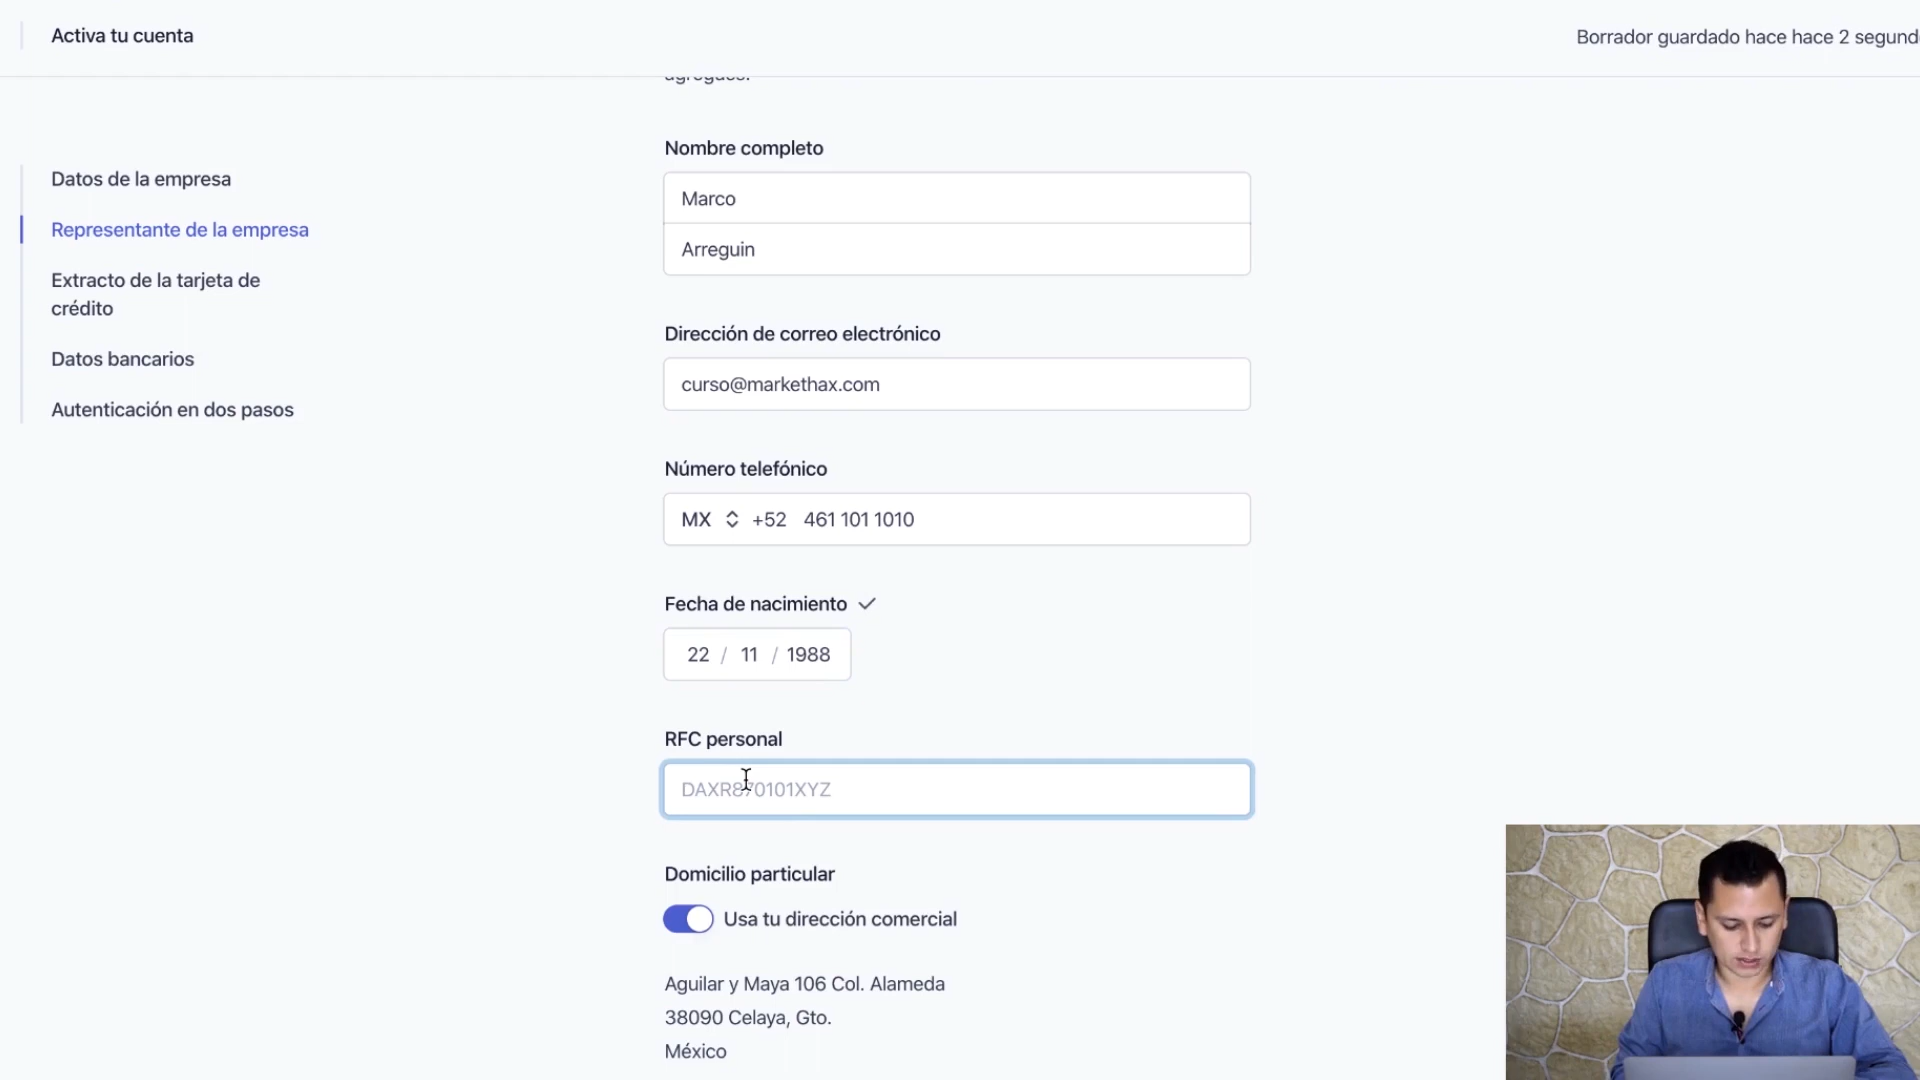 Activa tu cuenta
Borrador guardado hace hace 2
agregues.
Datos de la empresa
Representante de la empresa
Extracto de la tarjeta de
crédito
Datos bancarios
Autenticación en dos pasos
Nombre completo
Marco
Arreguin
Dirección de correo electrónico
curso@markethax.com
Número telefónico
MX +52 461 101 1010
Fecha de nacimiento
22 / 11 / 1988
RFC personal
DAXR870101XYZ
Domicilio particular
Usa tu dirección comercial
Aguilar y Maya 106 Col. Alameda
38090 Celaya, Gto.
México